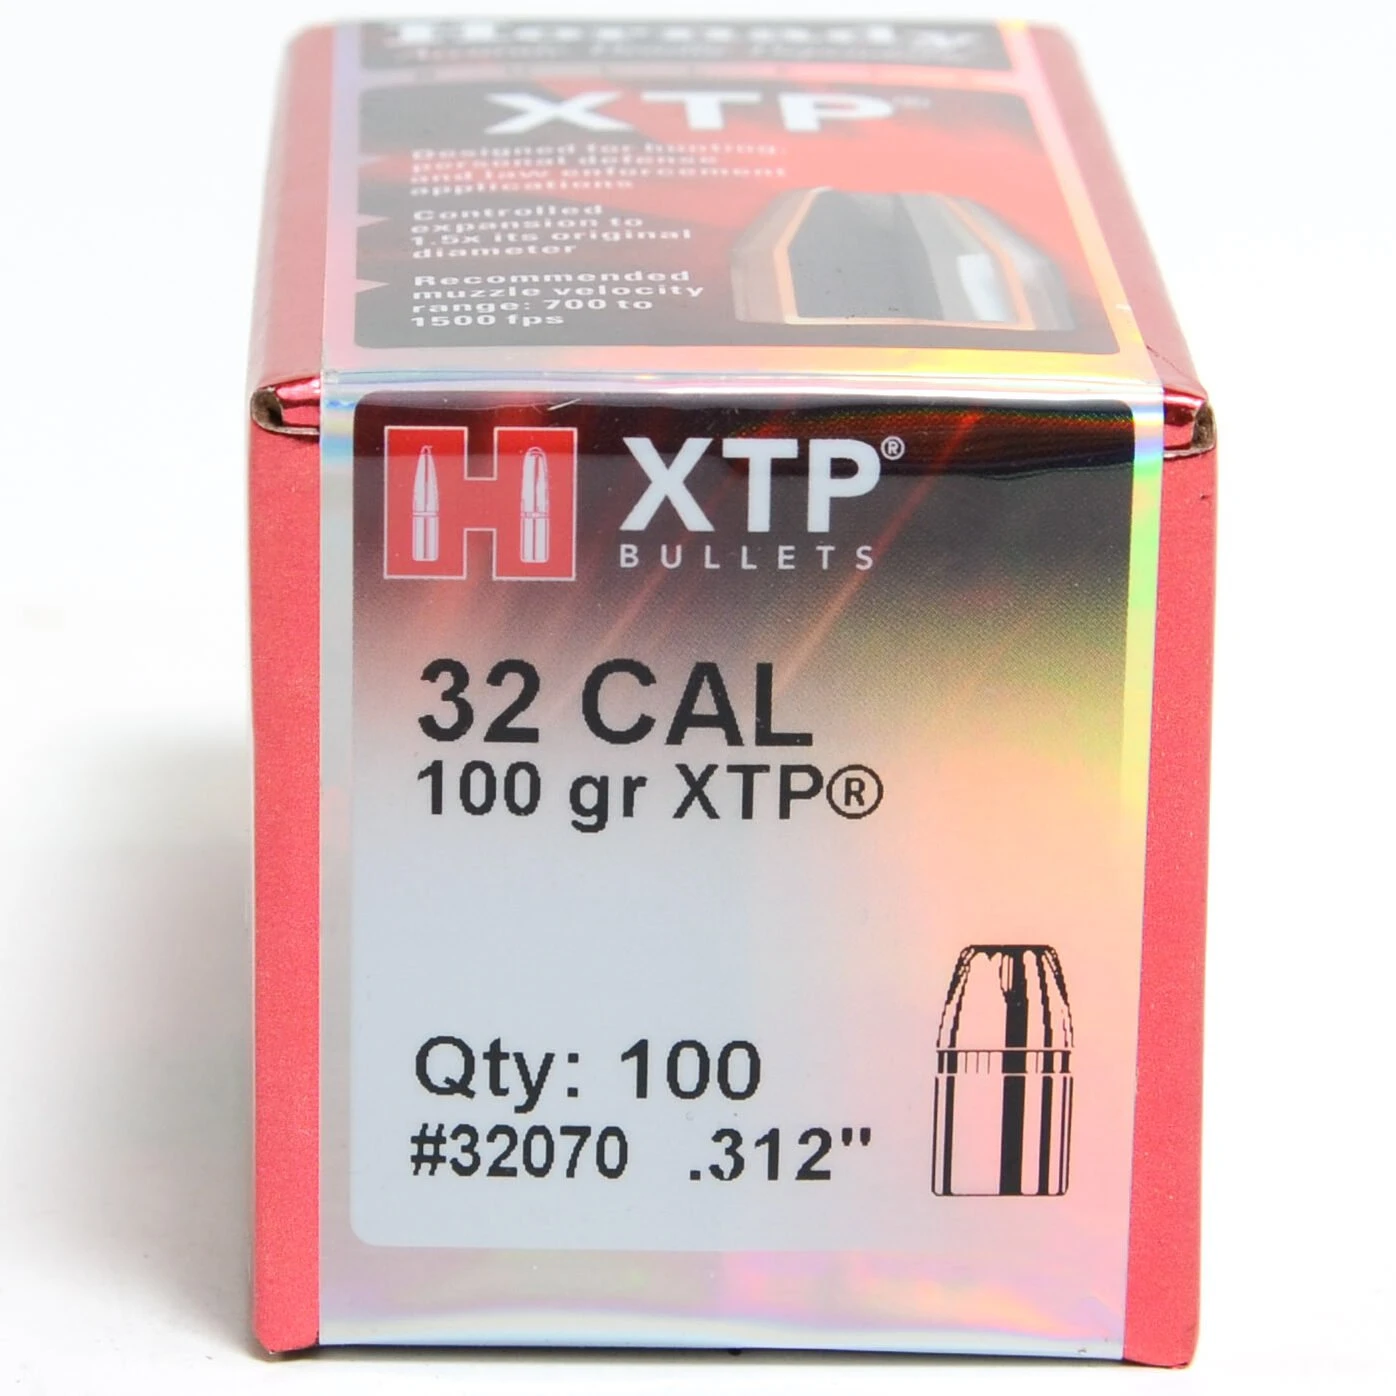 Hornady
XTP®
Designed for hunting,
personal defense
and law enforcement
applications
Controlled
expansion to
1.5x its original
diameter
Recommended
muzzle velocity
range: 700 to
1500 fps
H
XTP®
BULLETS
32 CAL
100 gr XTP®
Qty: 100
#32070 .312"